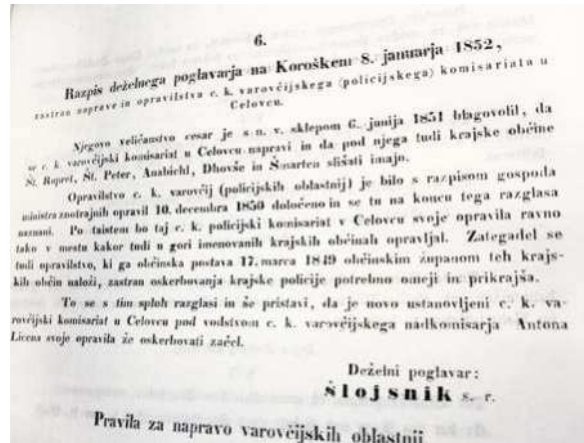 6.
Razpis deželnega poglavarja na Koroškem 8. januarja 1852,
zastran naprave in opravilstva c. k. varovčijskega (policijskega) komisariata u
Celovcu.
Njegovo veličanstvo cesar je s n. v. sklepom 6. junija 1851 blagovolil, da
se c. k. varovčijski komisariat u Celovcu napravi in da pod njega tudi krajske občine
Št. Rupret, Št. Peter, Anabichl, Dhovše in Šmarten slišati imajo.
Opravilstvo c. k. varovčij (policijskih oblastnij) je bilo s razpisom gospoda
ministra znotrajnih opravil 10. decembra 1850 določeno in se tu na koncu tega razglasa
naznani. Po taistem bo taj c. k. policijski komisariat v Celovcu svoje opravila ravno
tako v mestu kakor tudi u gori imenovanih krajskih občinah opravljal. Zategadel se
tudi opravilstvo, ki ga občinska postava 17. marca 1849 občinskim županom teh krajs-
kih občin naloži, zastran oskerbovanja krajske policije potrebno omeji in prikrajša.
To se s tim sploh razglasi in še pristavi, da je novo ustanovljeni c. k. va-
rovčijski komisariat u Celovcu pod vodstvom c. k. varovčijskega nadkomisarja Antona
Licena svoje opravila že oskerbovati začel.
Deželni poglavar:
Šlojsnik s. r.
Pravila za napravo varovčijskih oblastnij